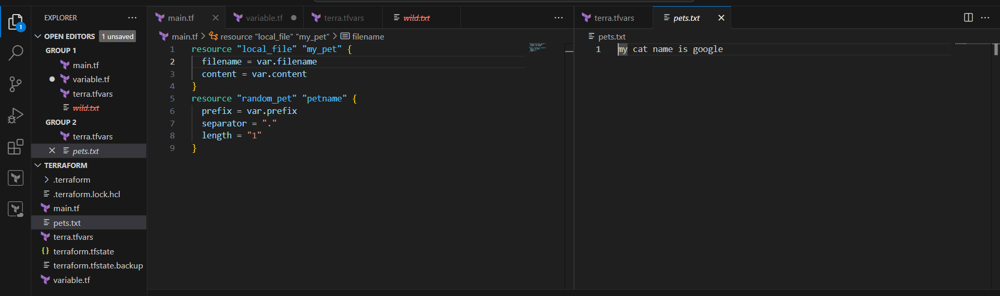 EXPLORER
OPEN EDITORS 1 unsaved
GROUP 1
main.tf
variable.tf
terra.tfvars
wild.txt
GROUP 2
terra.tfvars
pets.txt
TERRAFORM
.terraform
.terraform.lock.hcl
main.tf
pets.txt
terra.tfvars
terraform.tfstate
terraform.tfstate.backup
variable.tf
1
main.tf variable.tf terra.tfvars wild.txt
main.tf > resource "local_file" "my_pet" > filename
1 resource "local_file" "my_pet" {
2 filename = var.filename
3 content = var.content
4 }
5 resource "random_pet" "petname" {
6 prefix = var.prefix
7 separator = "."
8 length = "1"
9 }
terra.tfvars pets.txt
pets.txt
1 my cat name is google